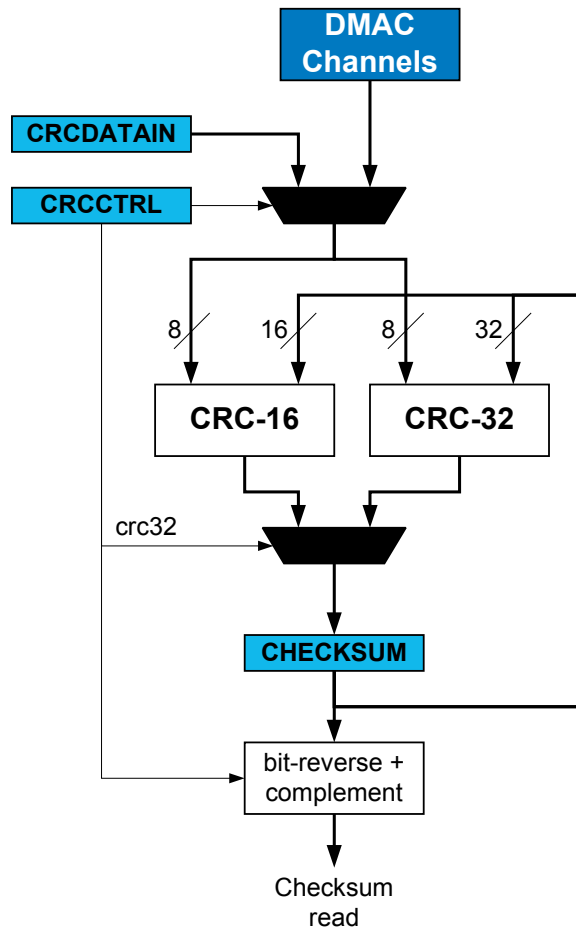 DMAC
Channels
CRCDATAIN
CRCCTRL
8
16
8
32
CRC-16
CRC-32
crc32
CHECKSUM
bit-reverse +
complement
Checksum
read